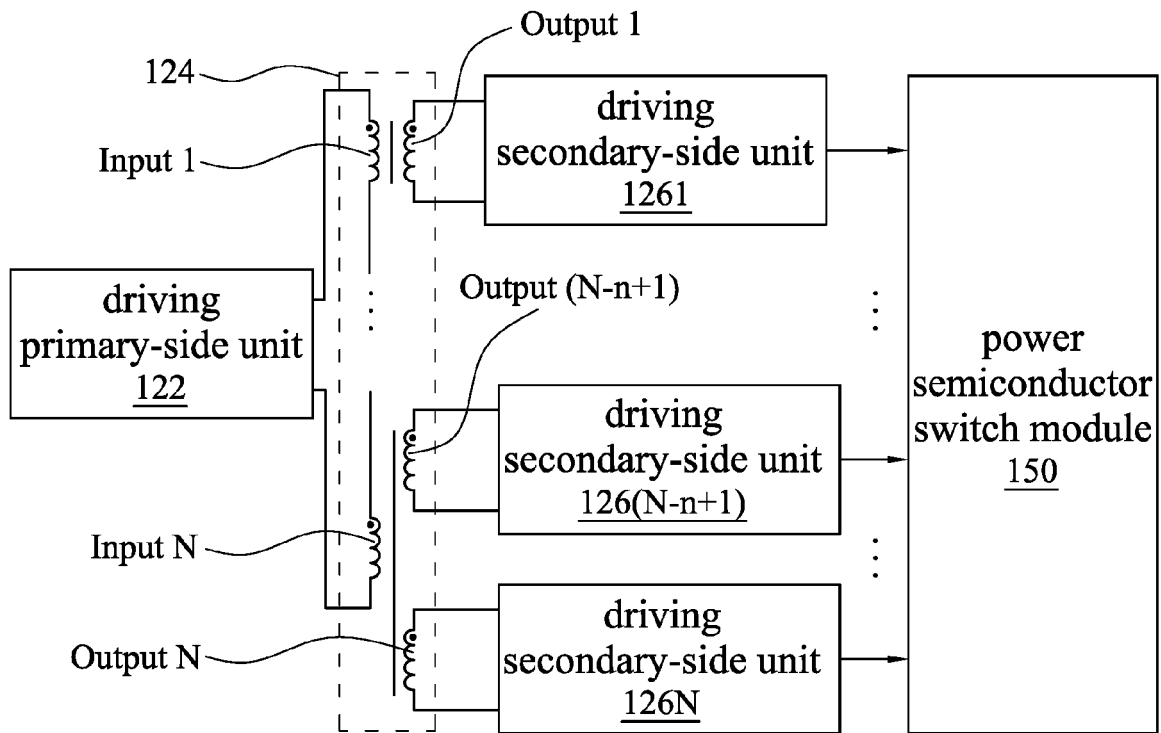 Output 1
124
driving
secondary-side unit
1261
Input 1
driving
primary-side unit
122
Output (N-n+1)
power
semiconductor
switch module
150
driving
secondary-side unit
126(N-n+1)
Input N
driving
secondary-side unit
126N
Output N